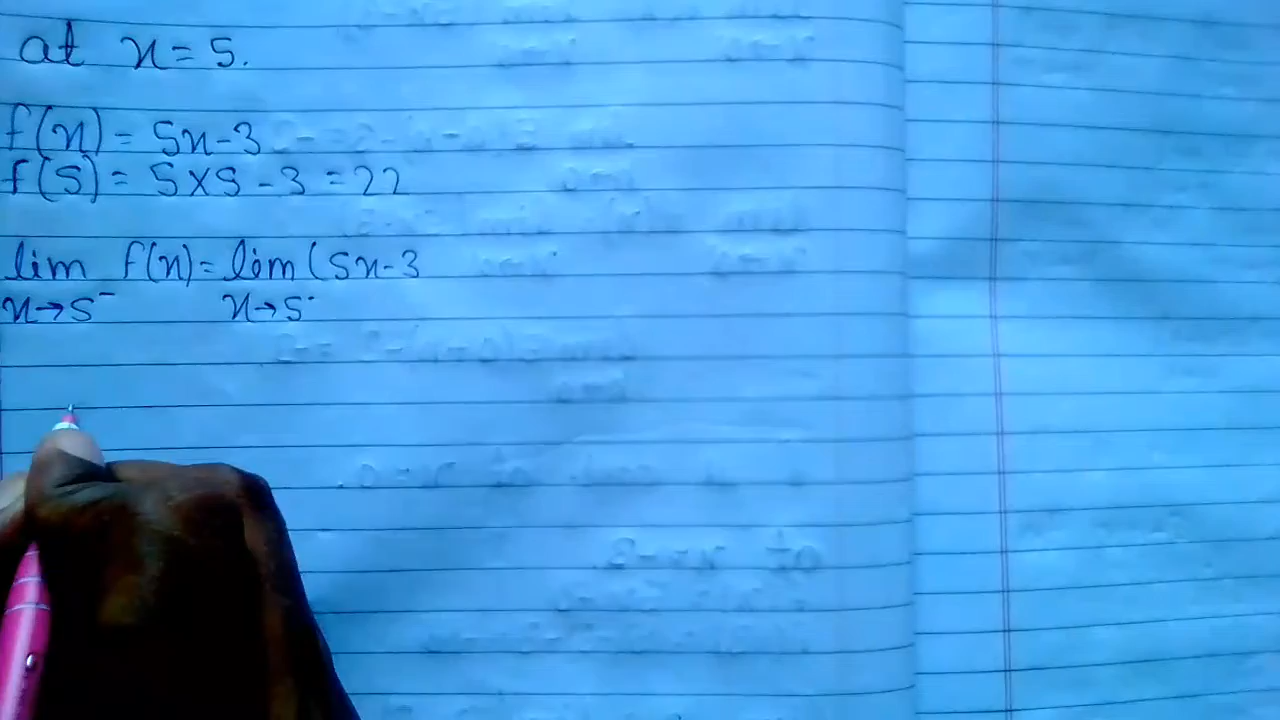 at x = 5.
f(x) = 5x-3
f(5) = 5×5-3 = 22
lim f(x) = lim (5x-3
x→5⁻ x→5⁻